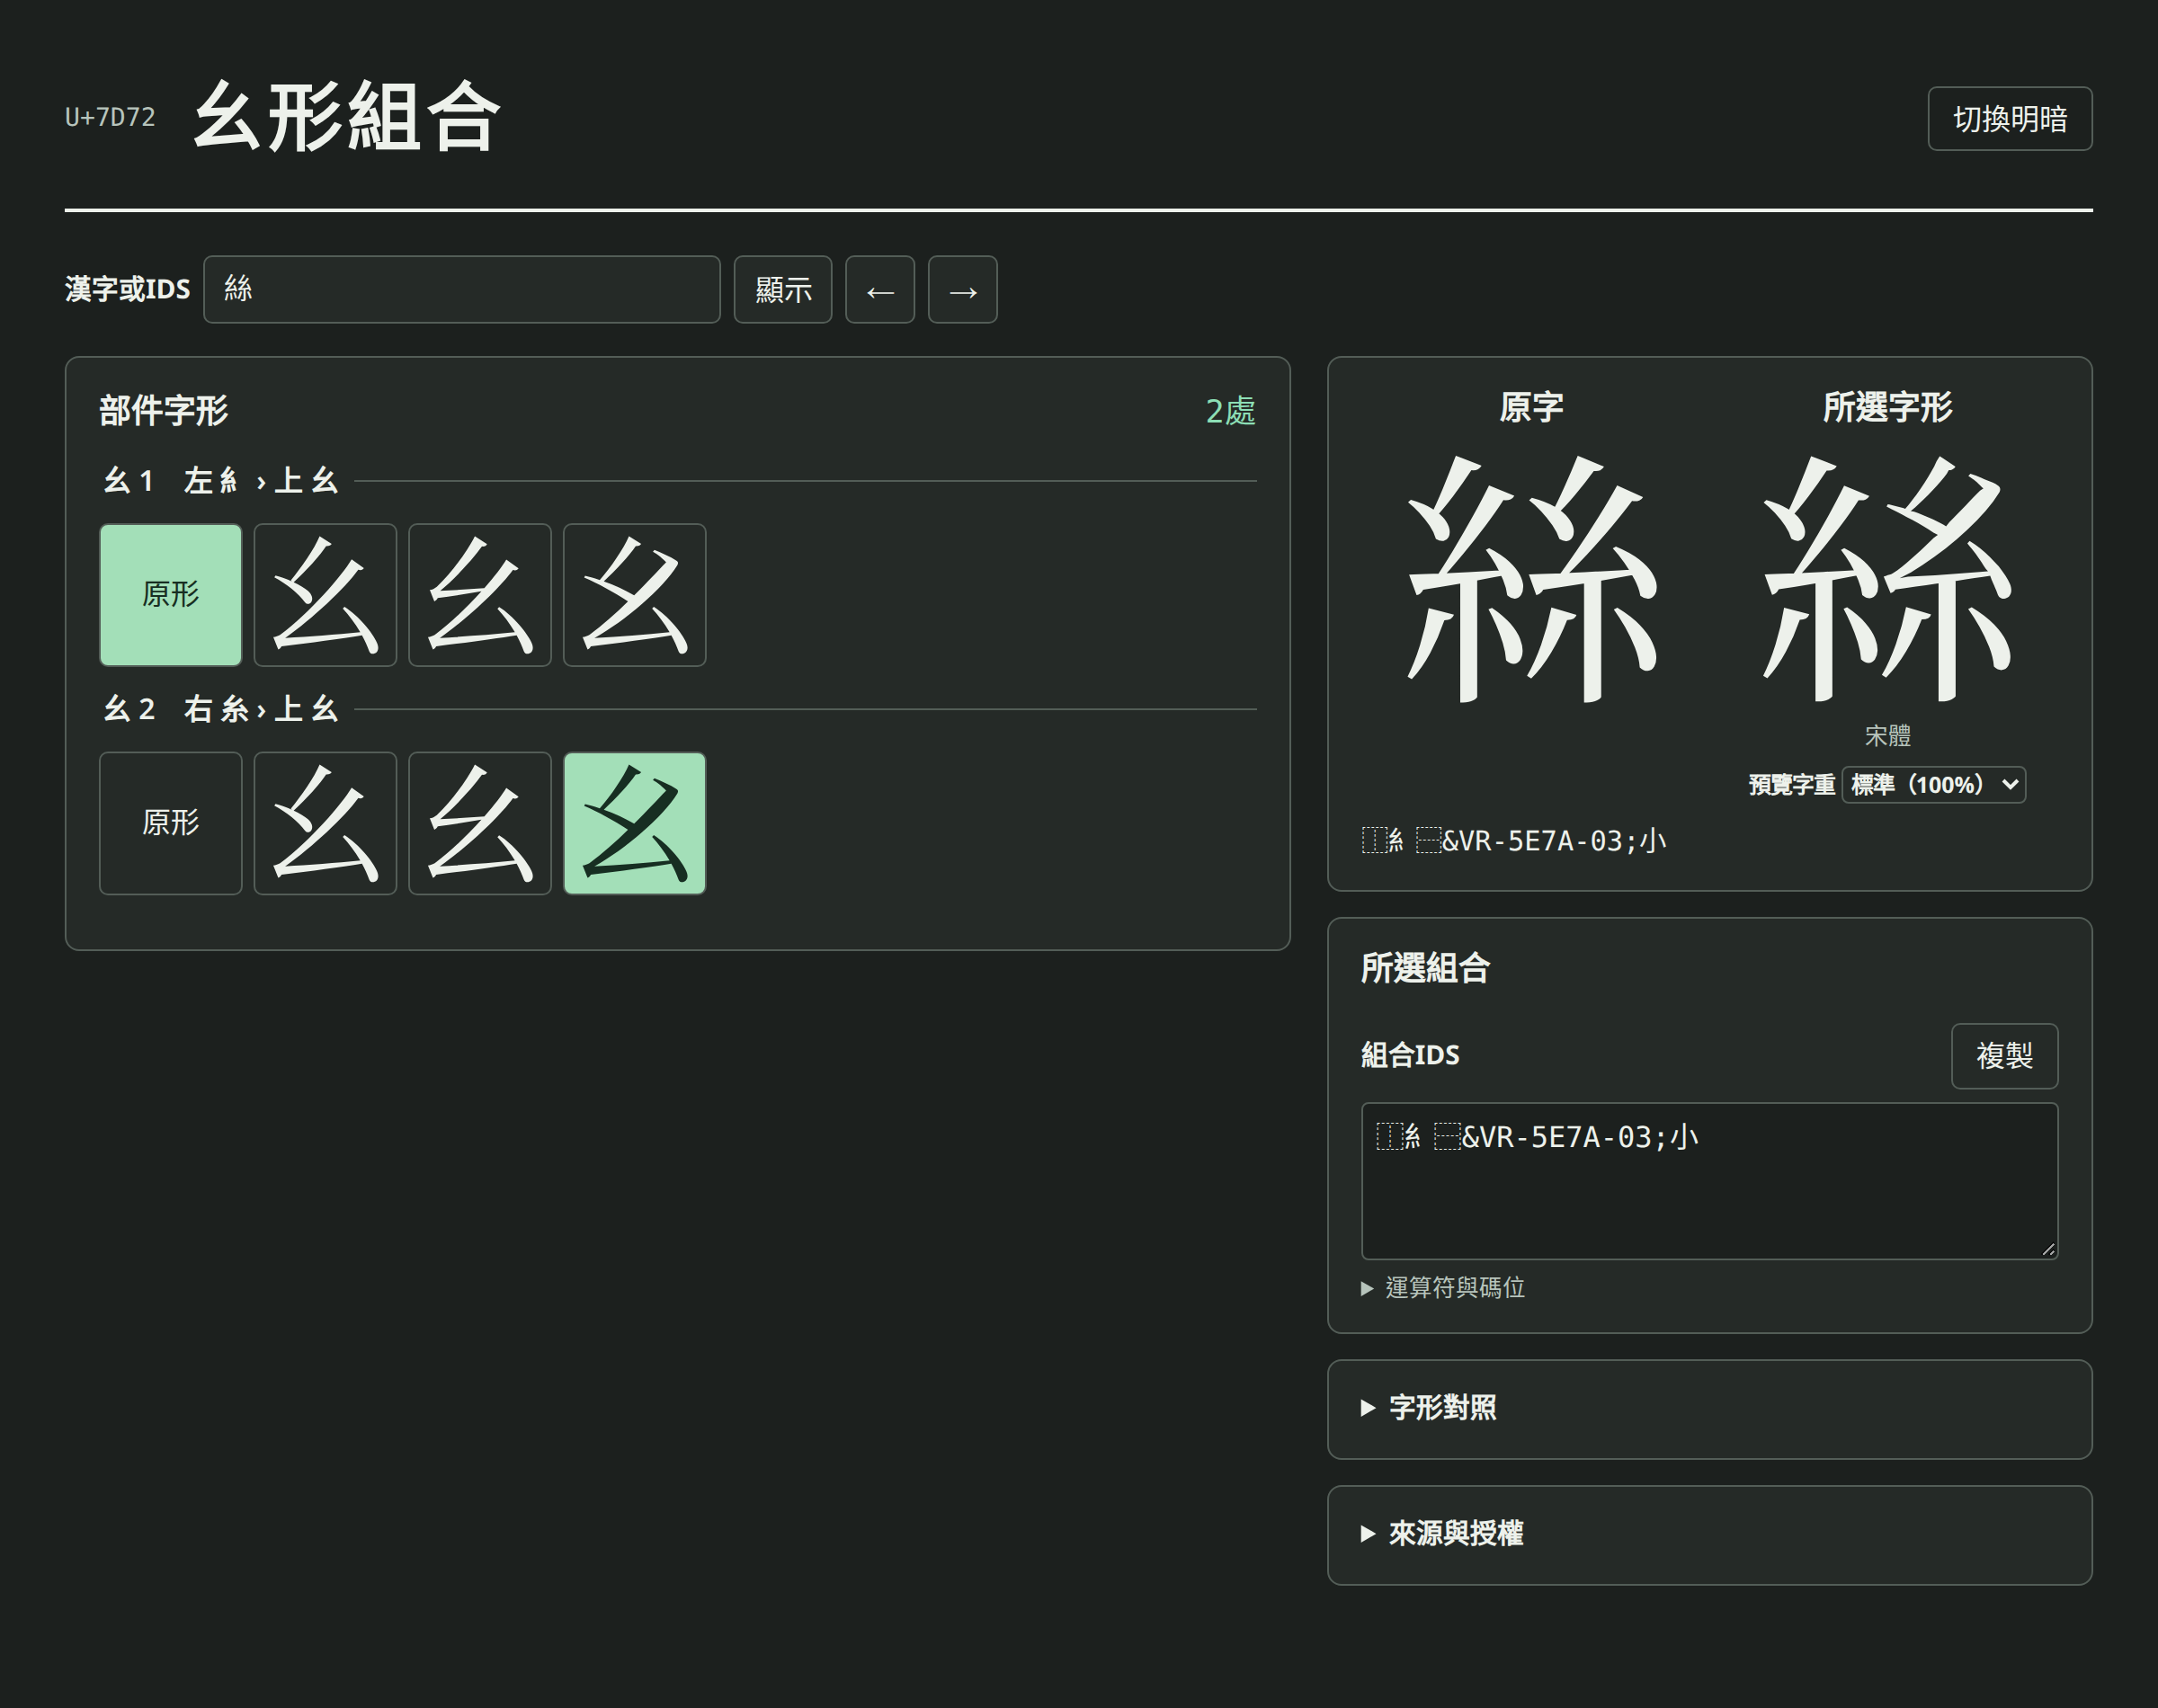 U+7D72 幺形組合
切換明暗
漢字或IDS 絲 顯示 ← →
部件字形 2處
幺 1 左 糹 › 上 幺
原形 幺 幺 幺
幺 2 右 糸 › 上 幺
原形 幺 幺 幺
原字 所選字形
絲
宋體
預覽字重 標準（100%）
⿰糹⿱&VR-5E7A-03;小
所選組合
組合IDS 複製
⿰糹⿱&VR-5E7A-03;小
▶ 運算符與碼位
▶ 字形對照
▶ 來源與授權